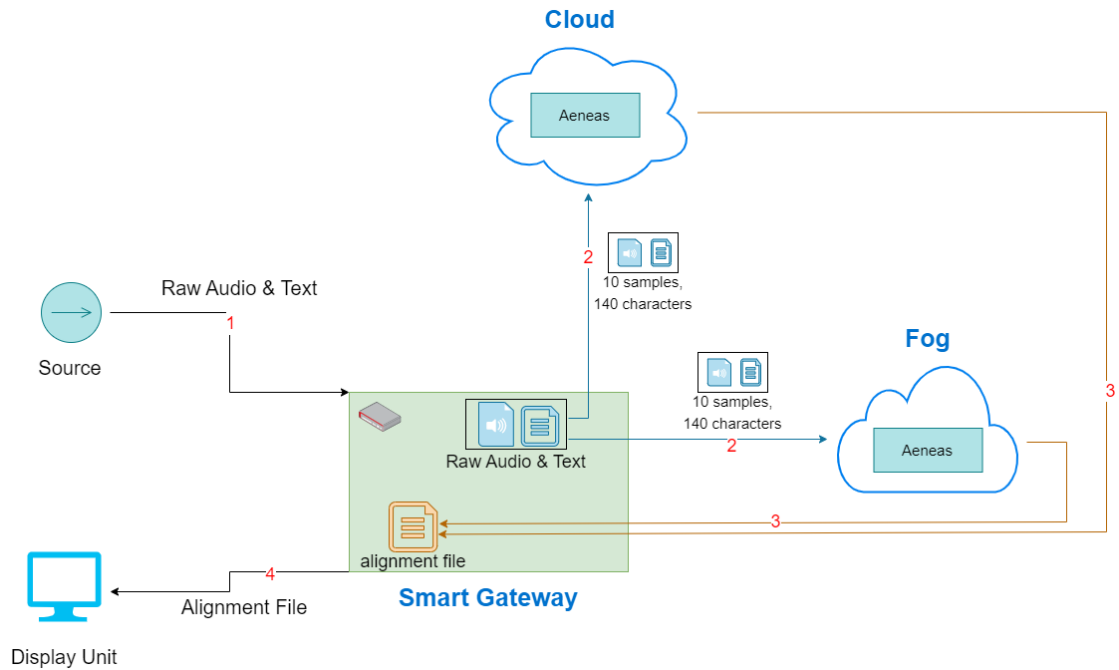 Cloud
Aeneas
2
10 samples,
140 characters
Raw Audio & Text
1
Source
Fog
3
10 samples,
140 characters
2
Aeneas
Raw Audio & Text
3
alignment file
4
Smart Gateway
Alignment File
Display Unit